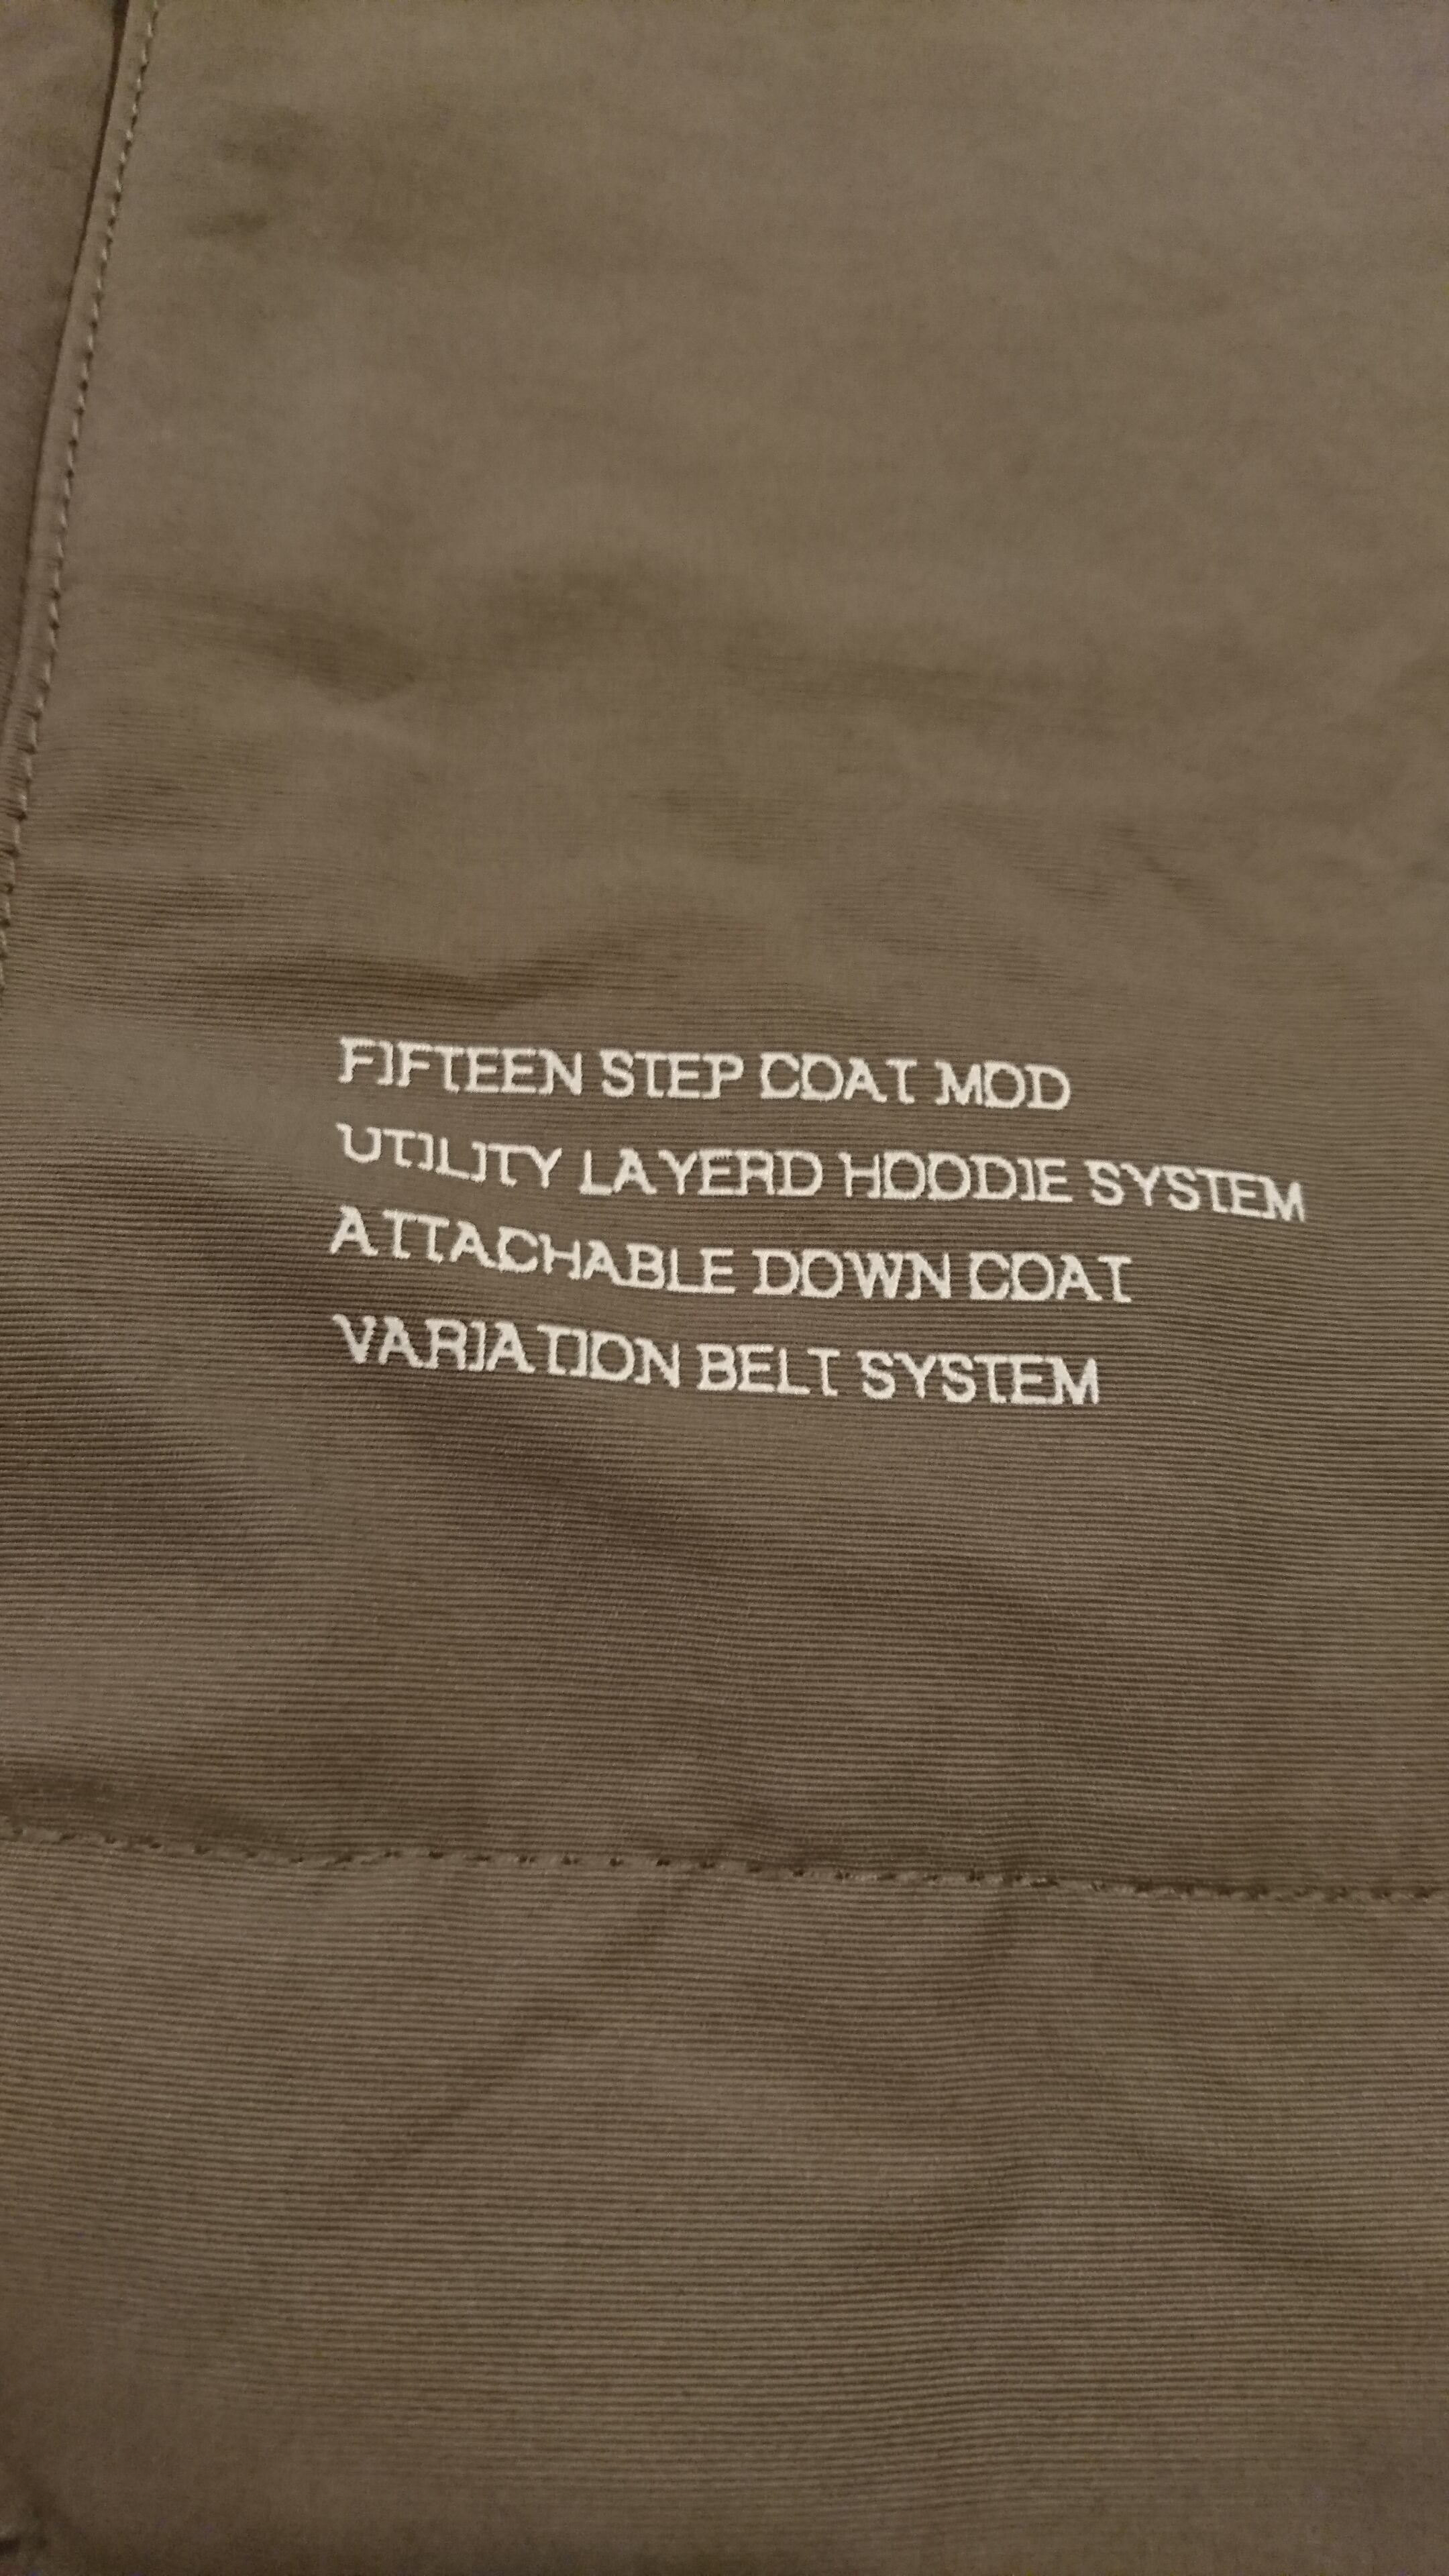 FIFTEEN STEP COAT MOD
UTILITY LAYERD HOODIE SYSTEM
ATTACHABLE DOWN COAT
VARIATION BELT SYSTEM